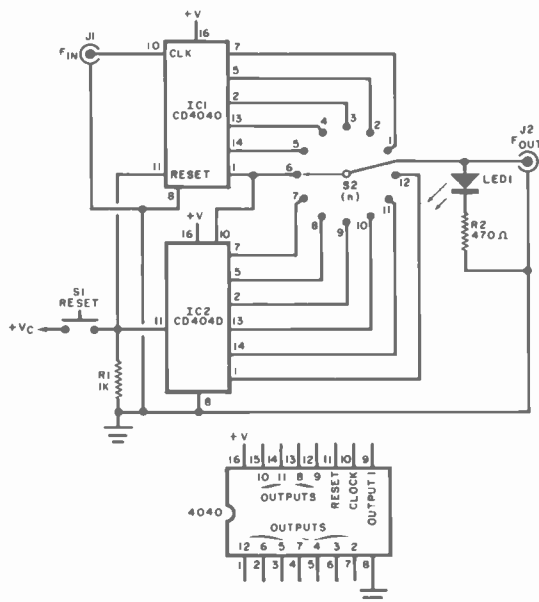 +V
J1
16
10
7
FIN
CLK
5
J2
FOUT
IC1
2
4
3
2
CD4040
13
5
1
14
LED1
11
RESET
1
6
12
S2
(n)
8
+V
7
11
R2
470Ω
16
10
8
9
10
7
5
S1
RESET
IC2
2
+VC
11
CD404D
13
14
R1
1K
1
8
+V
16 15 14 13 12 11 10 9
10 11 8 9 RESET CLOCK OUTPUT 1
OUTPUTS
4040
OUTPUTS
12 6 5 7 4 3 2
1 2 3 4 5 6 7 8